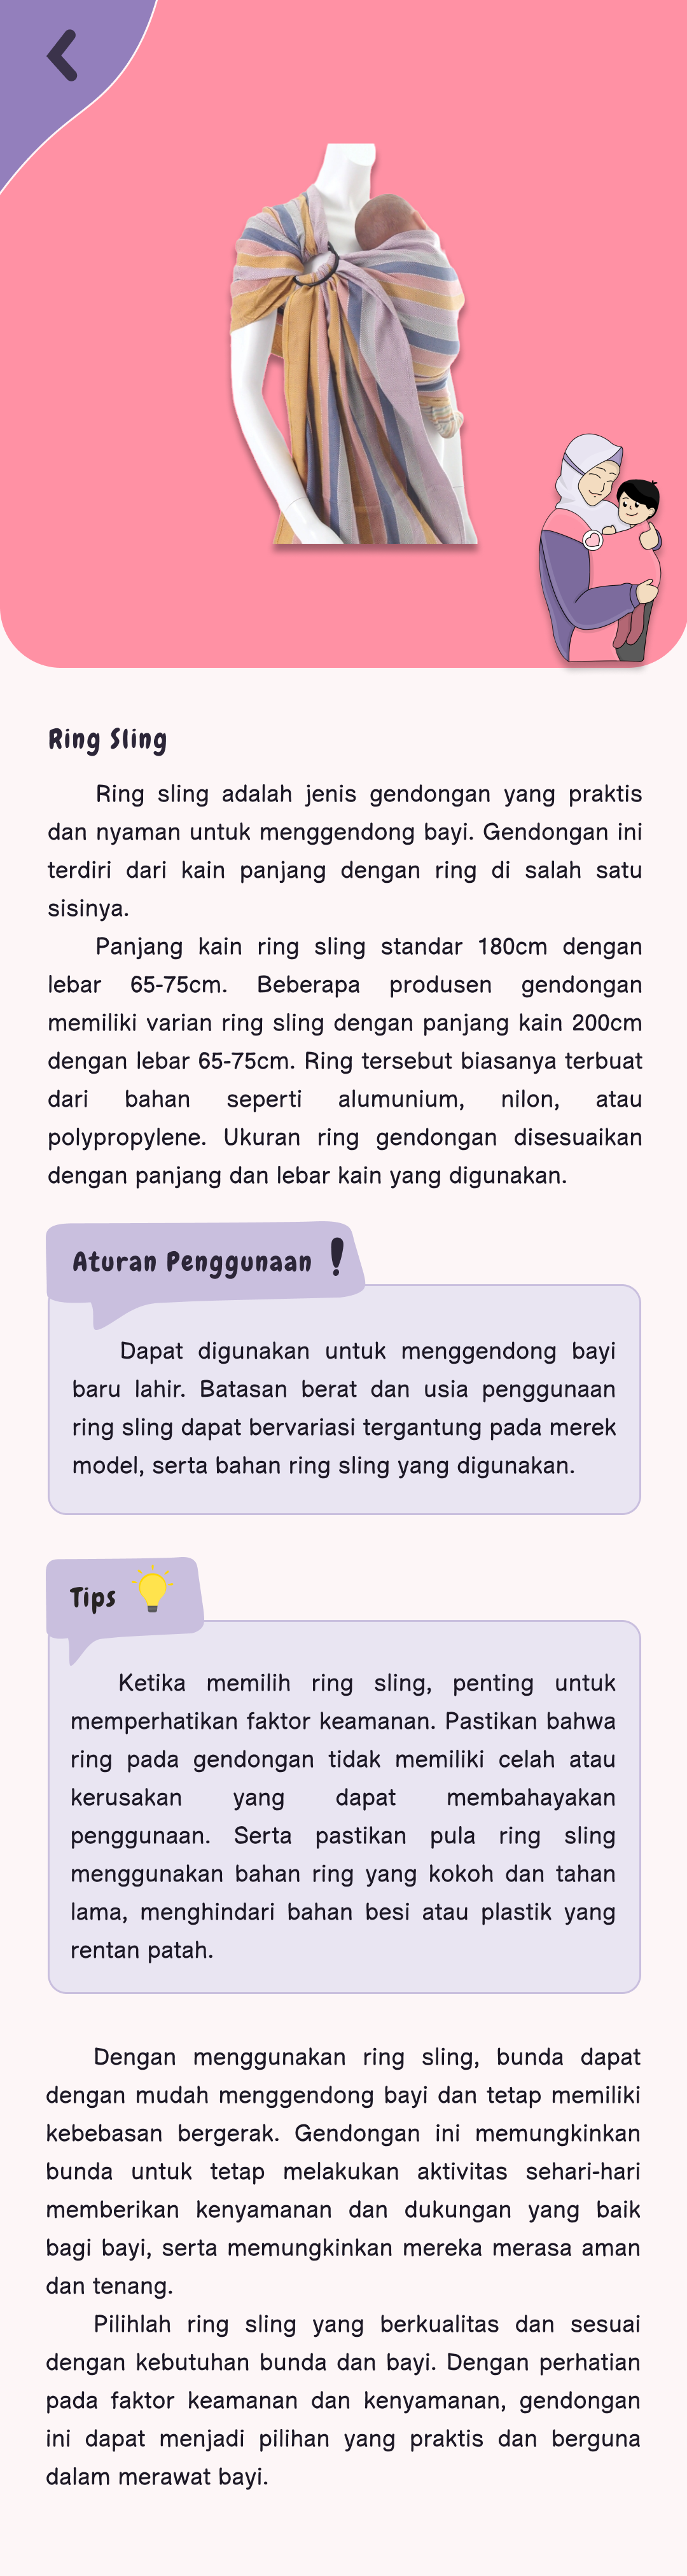 Ring Sling
Ring sling adalah jenis gendongan yang praktis
dan nyaman untuk menggendong bayi. Gendongan ini
terdiri dari kain panjang dengan ring di salah satu
sisinya.
Panjang kain ring sling standar 180cm dengan
lebar 65-75cm. Beberapa produsen gendongan
memiliki varian ring sling dengan panjang kain 200cm
dengan lebar 65-75cm. Ring tersebut biasanya terbuat
dari bahan seperti alumunium, nilon, atau
polypropylene. Ukuran ring gendongan disesuaikan
dengan panjang dan lebar kain yang digunakan.
Aturan Penggunaan !
Dapat digunakan untuk menggendong bayi
baru lahir. Batasan berat dan usia penggunaan
ring sling dapat bervariasi tergantung pada merek
model, serta bahan ring sling yang digunakan.
Tips
Ketika memilih ring sling, penting untuk
memperhatikan faktor keamanan. Pastikan bahwa
ring pada gendongan tidak memiliki celah atau
kerusakan yang dapat membahayakan
penggunaan. Serta pastikan pula ring sling
menggunakan bahan ring yang kokoh dan tahan
lama, menghindari bahan besi atau plastik yang
rentan patah.
Dengan menggunakan ring sling, bunda dapat
dengan mudah menggendong bayi dan tetap memiliki
kebebasan bergerak. Gendongan ini memungkinkan
bunda untuk tetap melakukan aktivitas sehari-hari
memberikan kenyamanan dan dukungan yang baik
bagi bayi, serta memungkinkan mereka merasa aman
dan tenang.
Pilihlah ring sling yang berkualitas dan sesuai
dengan kebutuhan bunda dan bayi. Dengan perhatian
pada faktor keamanan dan kenyamanan, gendongan
ini dapat menjadi pilihan yang praktis dan berguna
dalam merawat bayi.